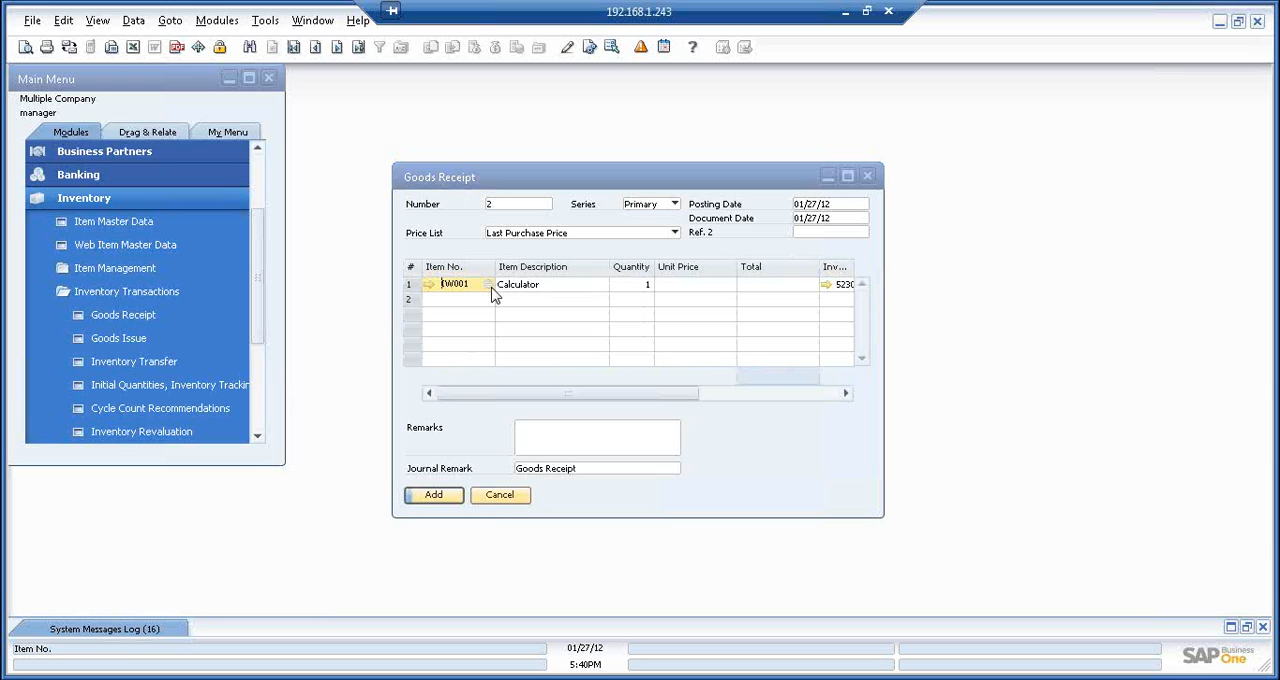 192.168.1.243
File Edit View Data Goto Modules Tools Window Help
Main Menu
Multiple Company
manager
Modules Drag & Relate My Menu
Business Partners
Banking
Inventory
Item Master Data
Web Item Master Data
Item Management
Inventory Transactions
Goods Receipt
Goods Issue
Inventory Transfer
Initial Quantities, Inventory Trackin
Cycle Count Recommendations
Inventory Revaluation
Goods Receipt
Number 2 Series Primary Posting Date 01/27/12
Document Date 01/27/12
Price List Last Purchase Price Ref. 2
# Item No. Item Description Quantity Unit Price Total Inv...
1 Calculator 1 5230
2
Remarks
Journal Remark Goods Receipt
Add Cancel
System Messages Log (16)
Item No. 01/27/12
5:40PM
SAP Business One